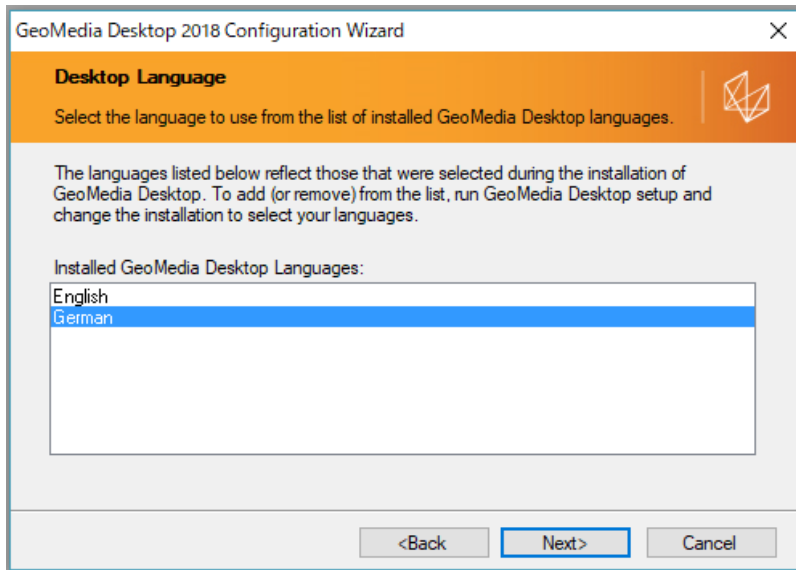 GeoMedia Desktop 2018 Configuration Wizard
Desktop Language
Select the language to use from the list of installed GeoMedia Desktop languages.
The languages listed below reflect those that were selected during the installation of
GeoMedia Desktop. To add (or remove) from the list, run GeoMedia Desktop setup and
change the installation to select your languages.
Installed GeoMedia Desktop Languages:
English
German
<Back
Next>
Cancel